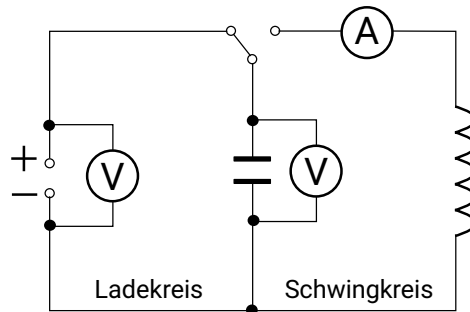 A
+
V
V
−
Ladekreis
Schwingkreis